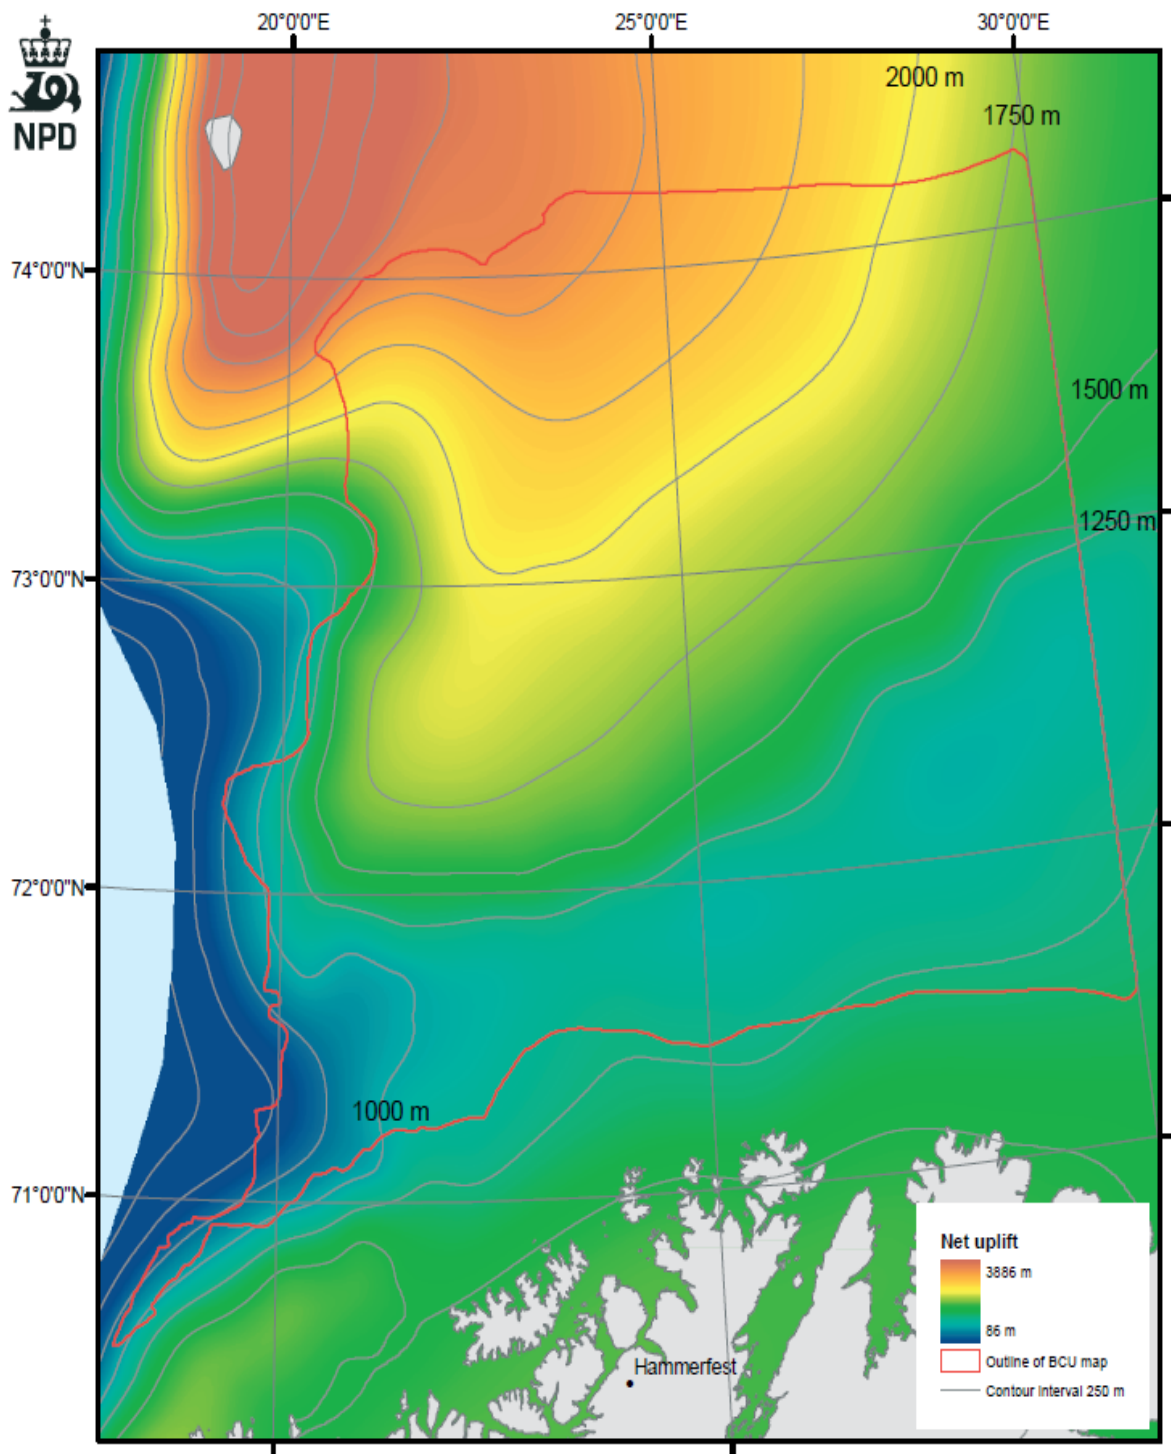 20°0'0"E
25°0'0"E
30°0'0"E
NPD
2000 m
1750 m
74°0'0"N
1500 m
1250 m
73°0'0"N
72°0'0"N
1000 m
71°0'0"N
Net uplift
3886 m
86 m
Outline of BCU map
Contour interval 250 m
Hammerfest